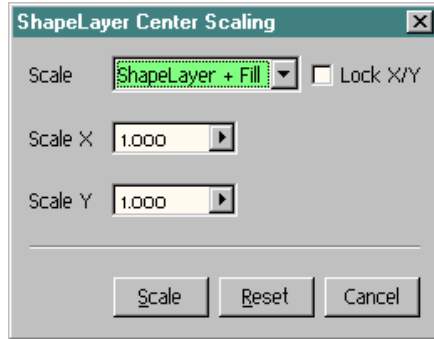 ShapeLayer Center Scaling
Scale ShapeLayer + Fill Lock X/Y
Scale X 1.000
Scale Y 1.000
Scale Reset Cancel